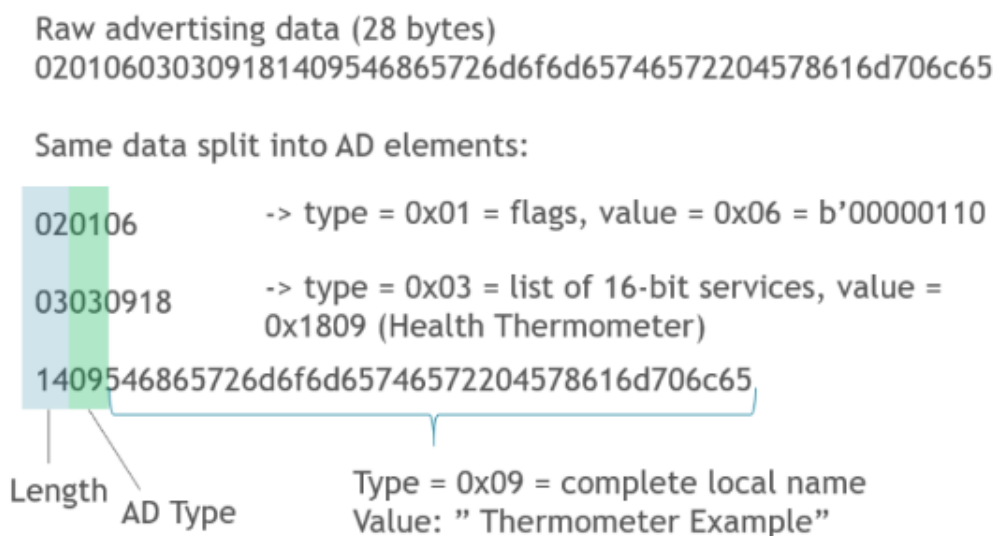 Raw advertising data (28 bytes)
020106030309181409546865726d6f6d65746572204578616d706c65
Same data split into AD elements:
020106 -> type = 0x01 = flags, value = 0x06 = b’00000110
03030918 -> type = 0x03 = list of 16-bit services, value =
0x1809 (Health Thermometer)
1409546865726d6f6d65746572204578616d706c65
Length
AD Type
Type = 0x09 = complete local name
Value: ” Thermometer Example”